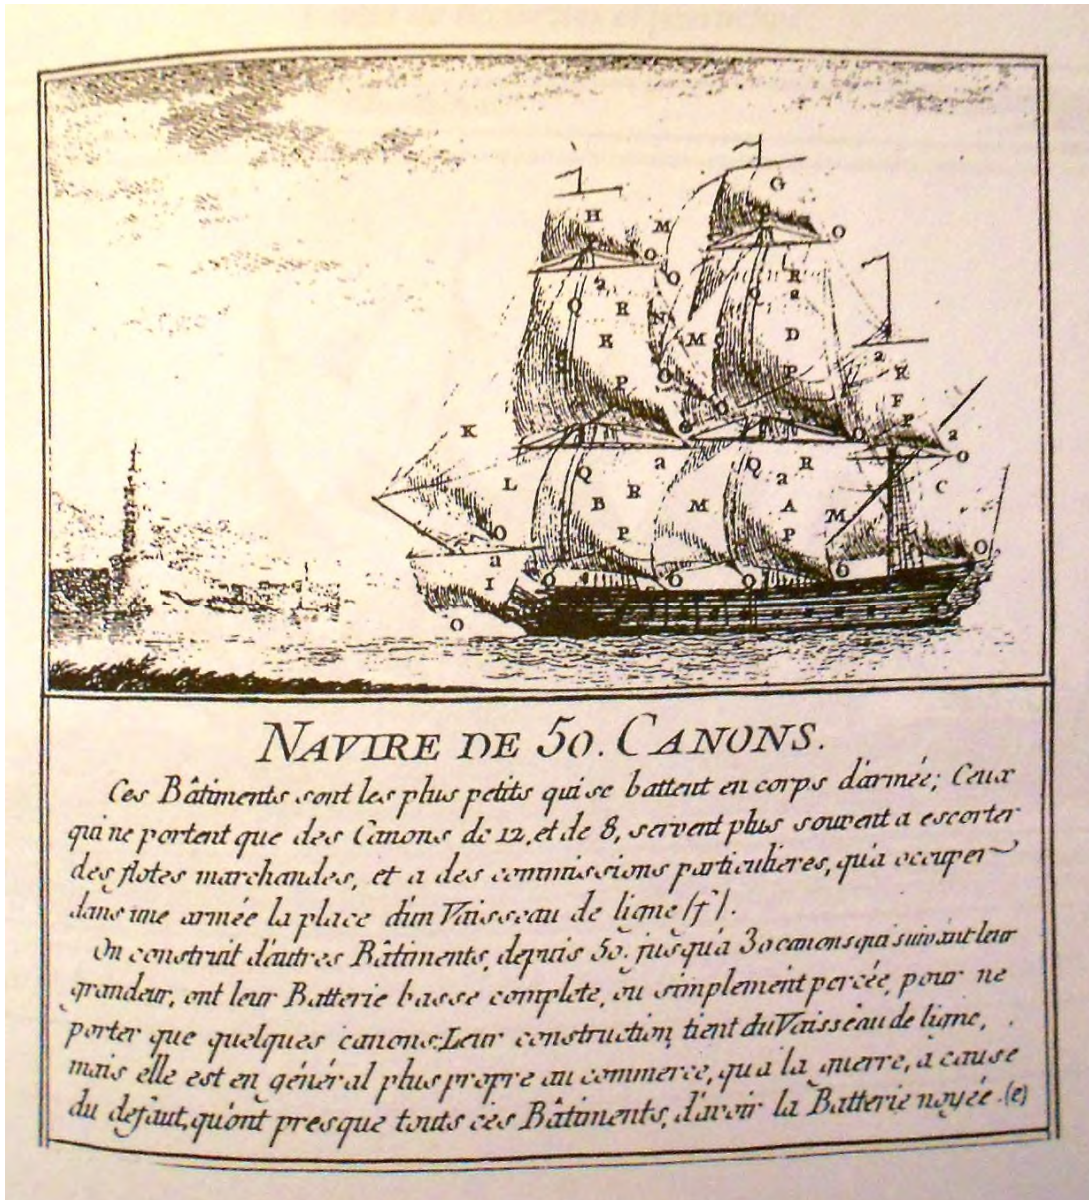 H
G
M
O
O
O
a
Q
R
N
M
E
P
O
R
a
Q
D
P
O
a
R
F
P
a
O
O
O
K
L
Q
B
R
P
a
M
Q
a
R
A
P
M
C
O
O
a
I
O
O
6
O
6
NAVIRE DE 50. CANONS.
Ces Bâtiments sont les plus petits qui se battent en corps d'armée; Ceux
qui ne portent que des Canons de 12, et de 8, servent plus souvent a escorter
des flotes marchandes, et a des commissions particulieres, qu'a occuper
dans une armée la place d'un Vaisseau de ligne (f).
On construit d'autres Bâtiments, depuis 50. jusqu'a 30 canons qui suivant leur
grandeur, ont leur Batterie basse complete, ou simplement percée, pour ne
porter que quelques canons: Leur construction, tient du Vaisseau de ligne,
mais elle est en général plus propre au commerce, qu'a la guerre, a cause
du defaut, qu'ont presque touts ces Bâtiments, d'avoir la Batterie noyée. (e)